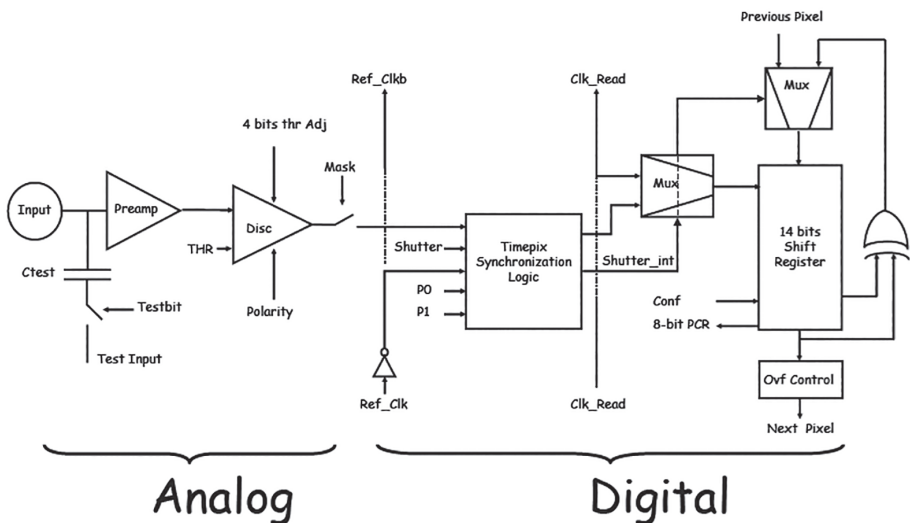 Previous Pixel
Mux
Ref_Clkb
Clk_Read
4 bits thr Adj
Mask
Input
Preamp
Disc
THR
Mux
14 bits
Shift
Register
Timepix
Synchronization
Logic
Shutter
Shutter_int
Ctest
Testbit
Polarity
P0
P1
Conf
8-bit PCR
Test Input
Ovf Control
Ref_Clk
Clk_Read
Next Pixel
Analog
Digital